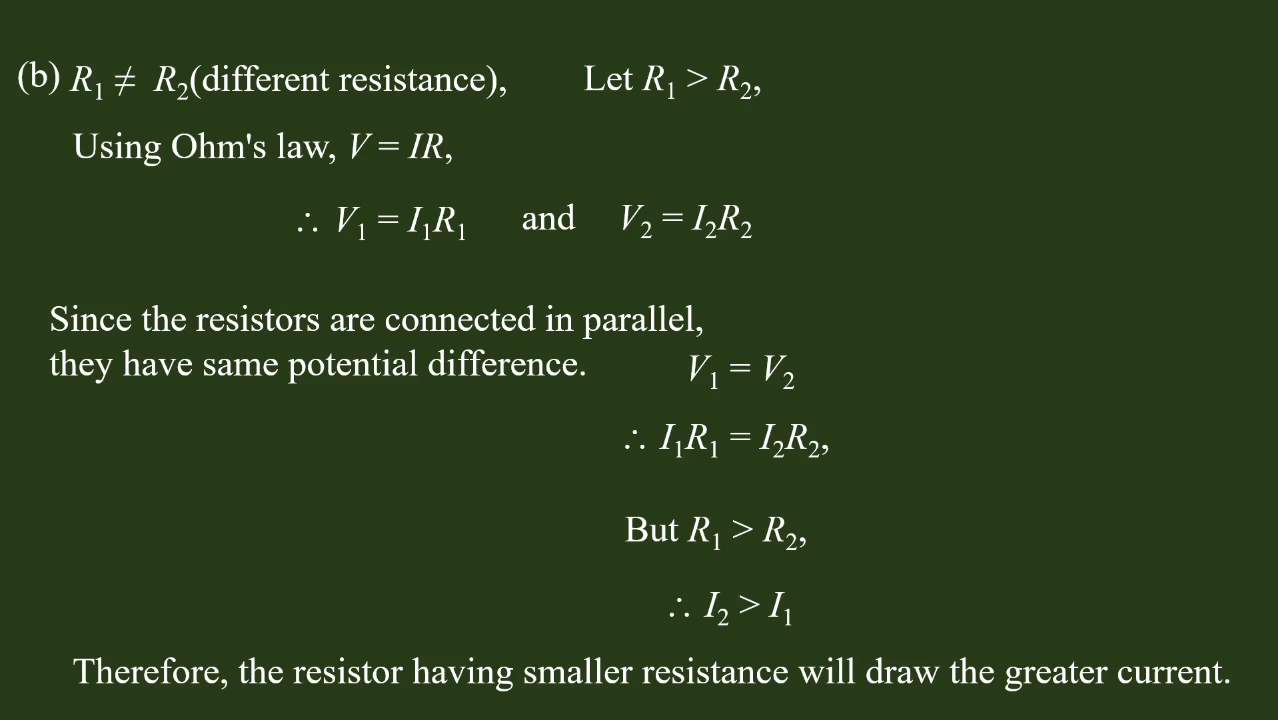 (b) R₁ ≠ R₂(different resistance), Let R₁ > R₂,
Using Ohm's law, V = IR,
∴ V₁ = I₁R₁ and V₂ = I₂R₂
Since the resistors are connected in parallel,
they have same potential difference. V₁ = V₂
∴ I₁R₁ = I₂R₂,
But R₁ > R₂,
∴ I₂ > I₁
Therefore, the resistor having smaller resistance will draw the greater current.